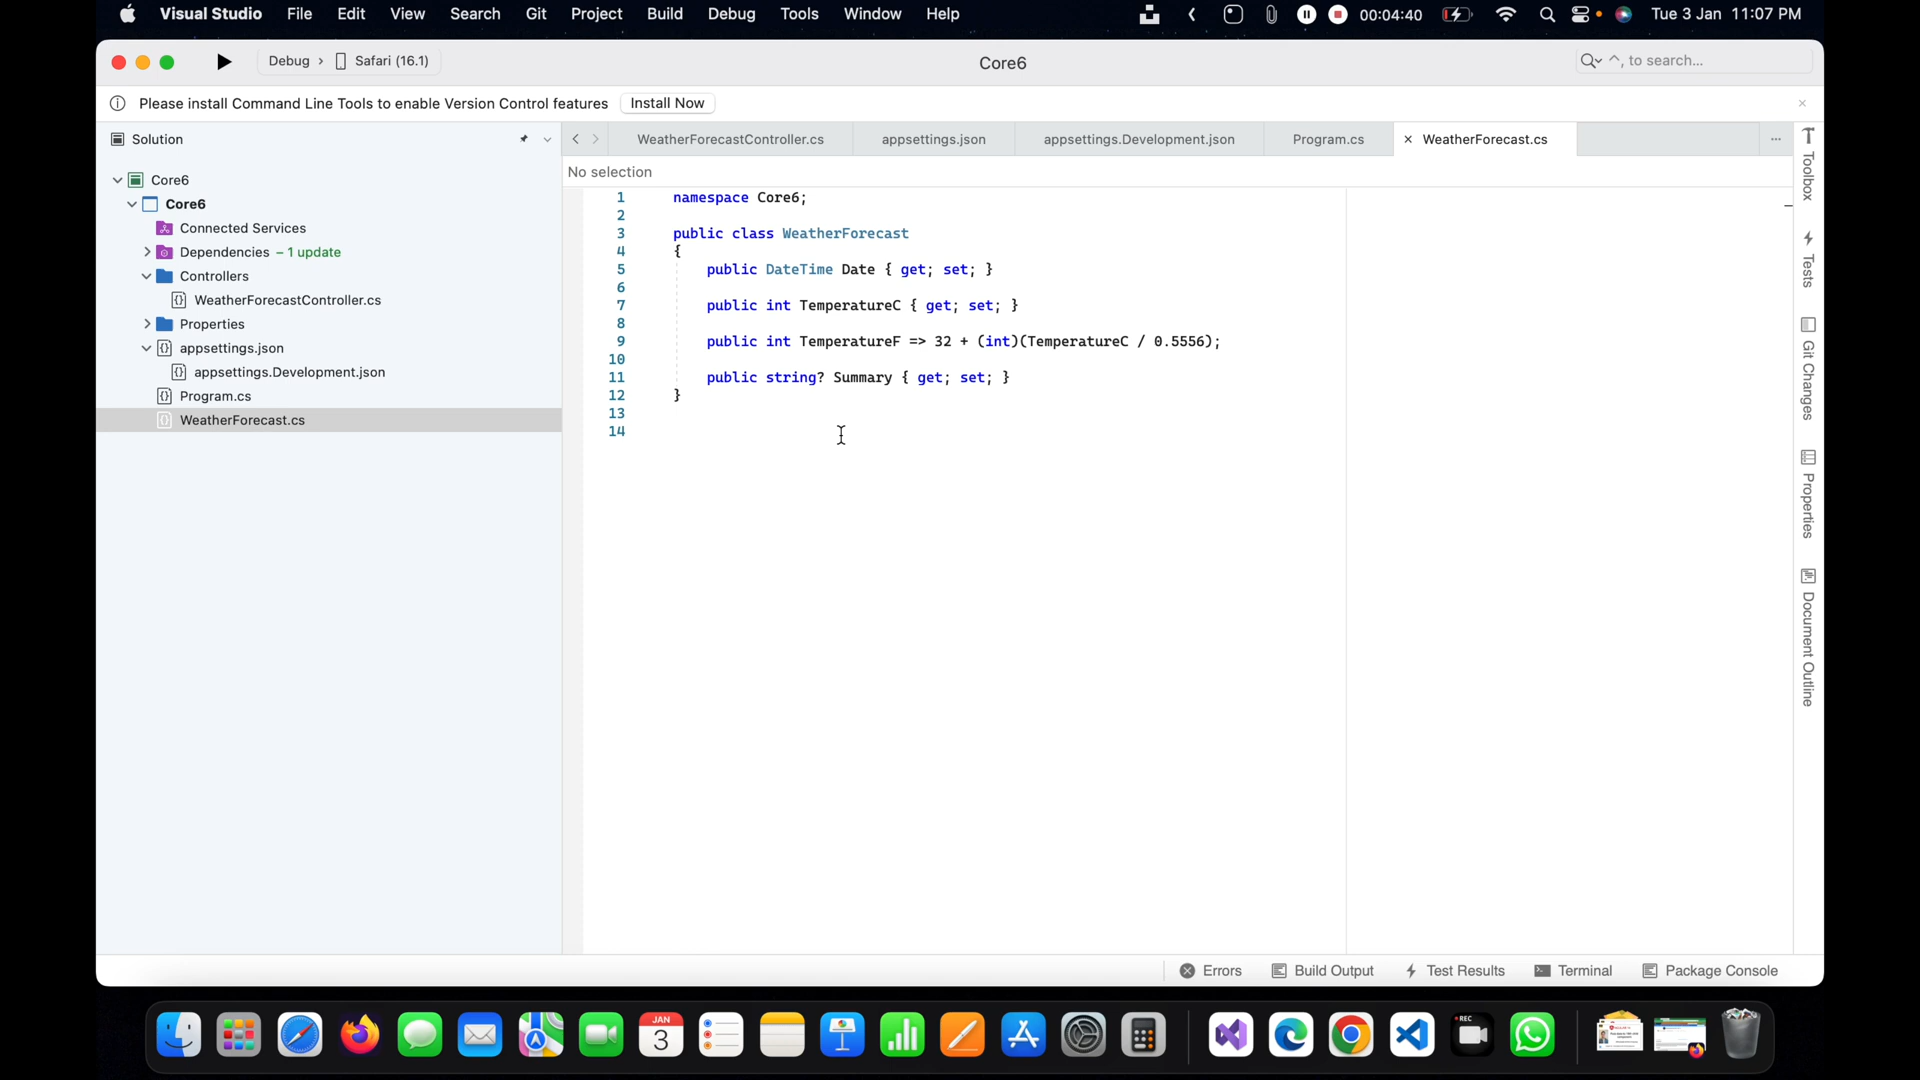 Visual Studio File Edit View Search Git Project Build Debug Tools Window Help 00:04:40 Tue 3 Jan 11:07 PM
Debug › Safari (16.1)
Core6
^, to search...
Please install Command Line Tools to enable Version Control features Install Now
Solution
WeatherForecastController.cs appsettings.json appsettings.Development.json Program.cs WeatherForecast.cs
No selection
Core6
Core6
Connected Services
Dependencies – 1 update
Controllers
WeatherForecastController.cs
Properties
appsettings.json
appsettings.Development.json
Program.cs
WeatherForecast.cs
1 namespace Core6;
2
3 public class WeatherForecast
4 {
5 public DateTime Date { get; set; }
6
7 public int TemperatureC { get; set; }
8
9 public int TemperatureF => 32 + (int)(TemperatureC / 0.5556);
10
11 public string? Summary { get; set; }
12 }
13
14
Toolbox
Tests
Git Changes
Properties
Document Outline
Errors Build Output Test Results Terminal Package Console
JAN
3
REC